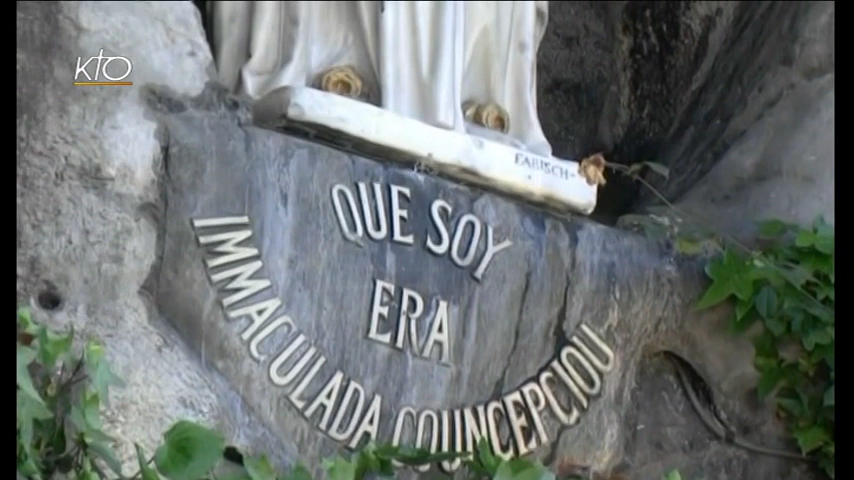 KTO
FABISCH-
QUE SOY
ERA
IMMACULADA COUNCEPCIOU